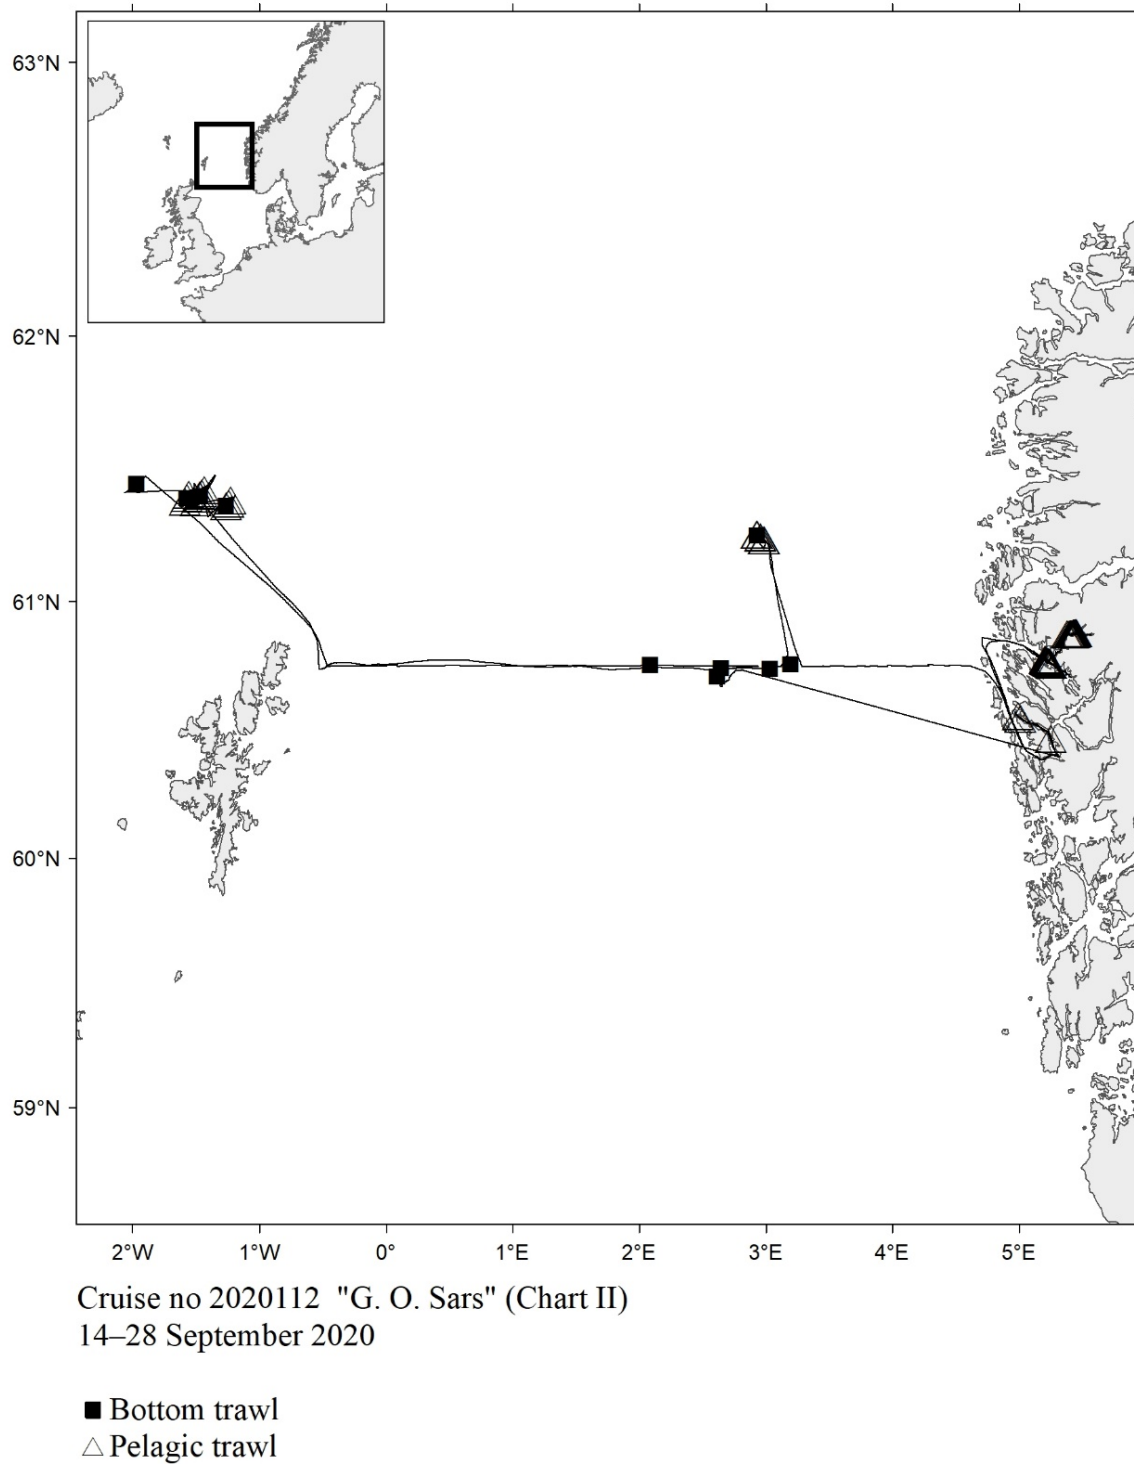 63°N
62°N
61°N
60°N
59°N
2°W 1°W 0° 1°E 2°E 3°E 4°E 5°E
Cruise no 2020112 "G. O. Sars" (Chart II)
14–28 September 2020
Bottom trawl
Pelagic trawl